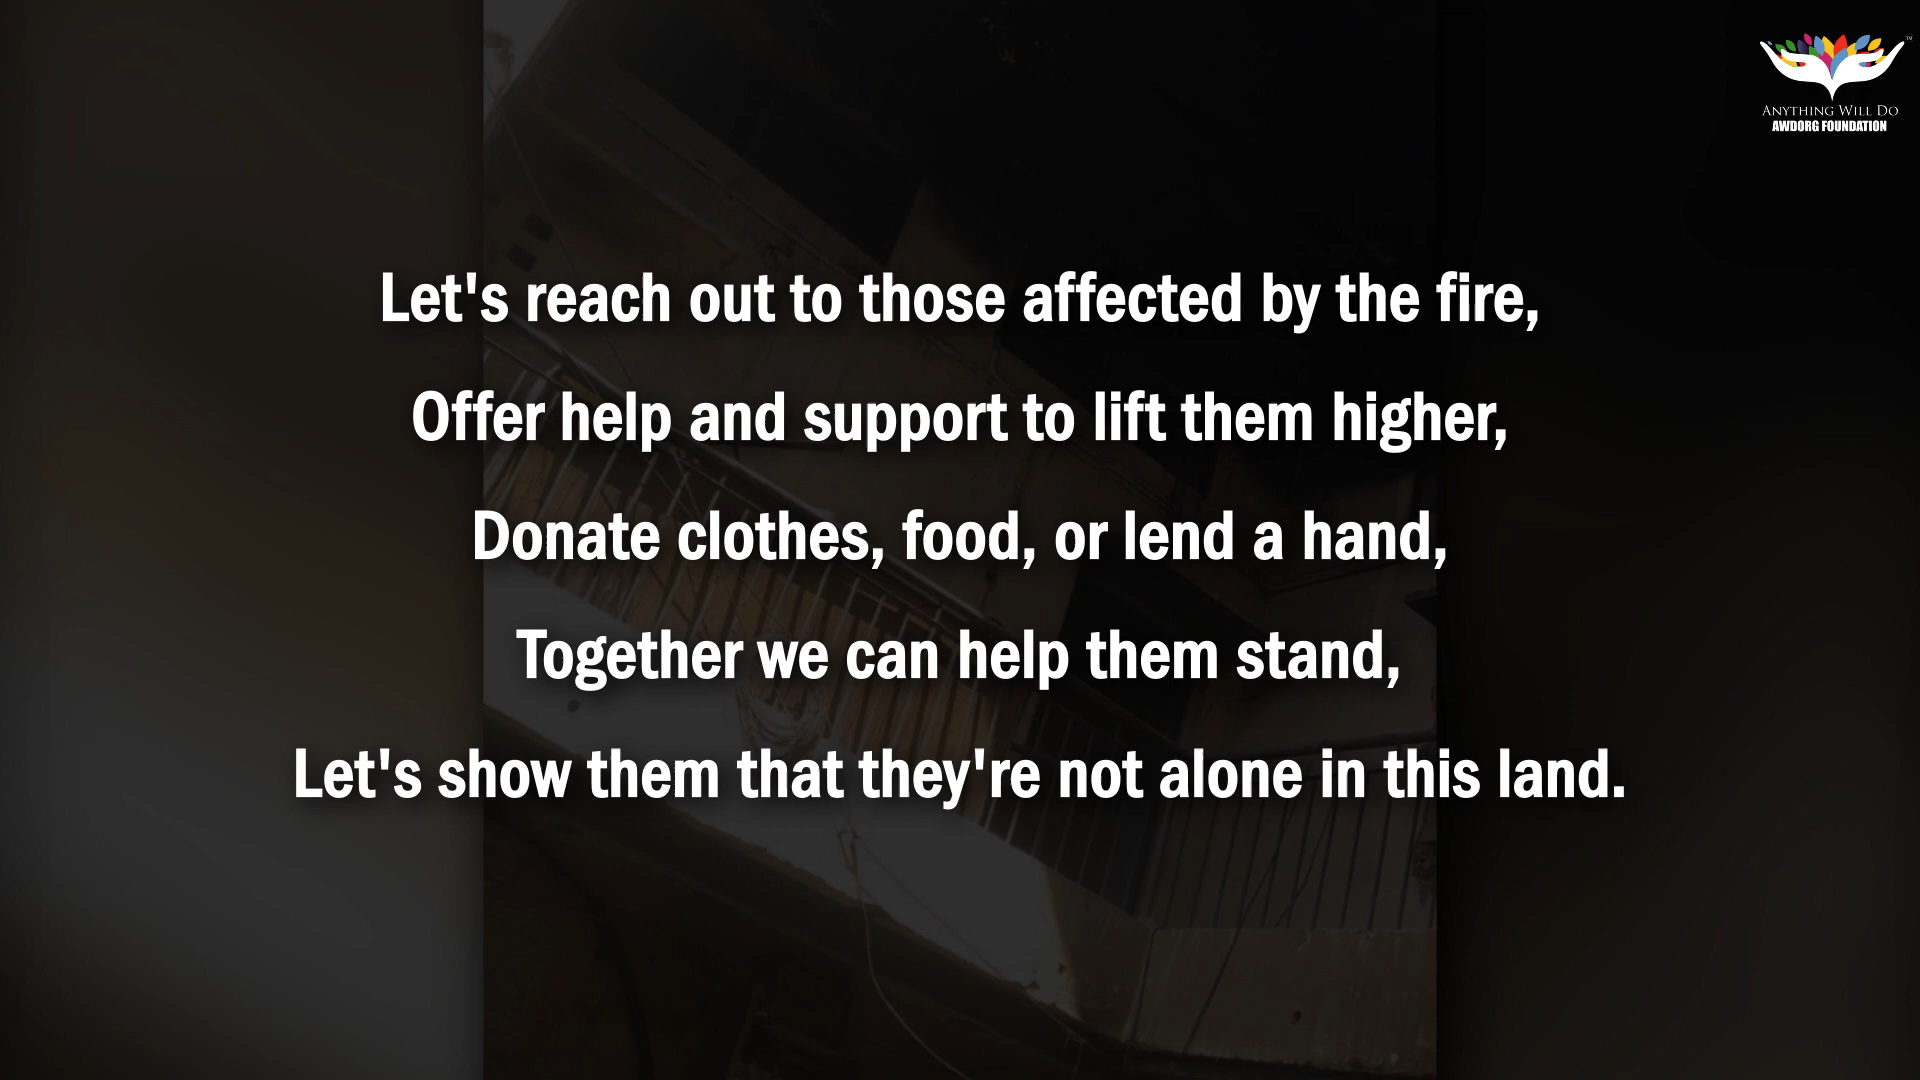 ANYTHING WILL DO
AWDORG FOUNDATION
Let's reach out to those affected by the fire,
Offer help and support to lift them higher,
Donate clothes, food, or lend a hand,
Together we can help them stand,
Let's show them that they're not alone in this land.